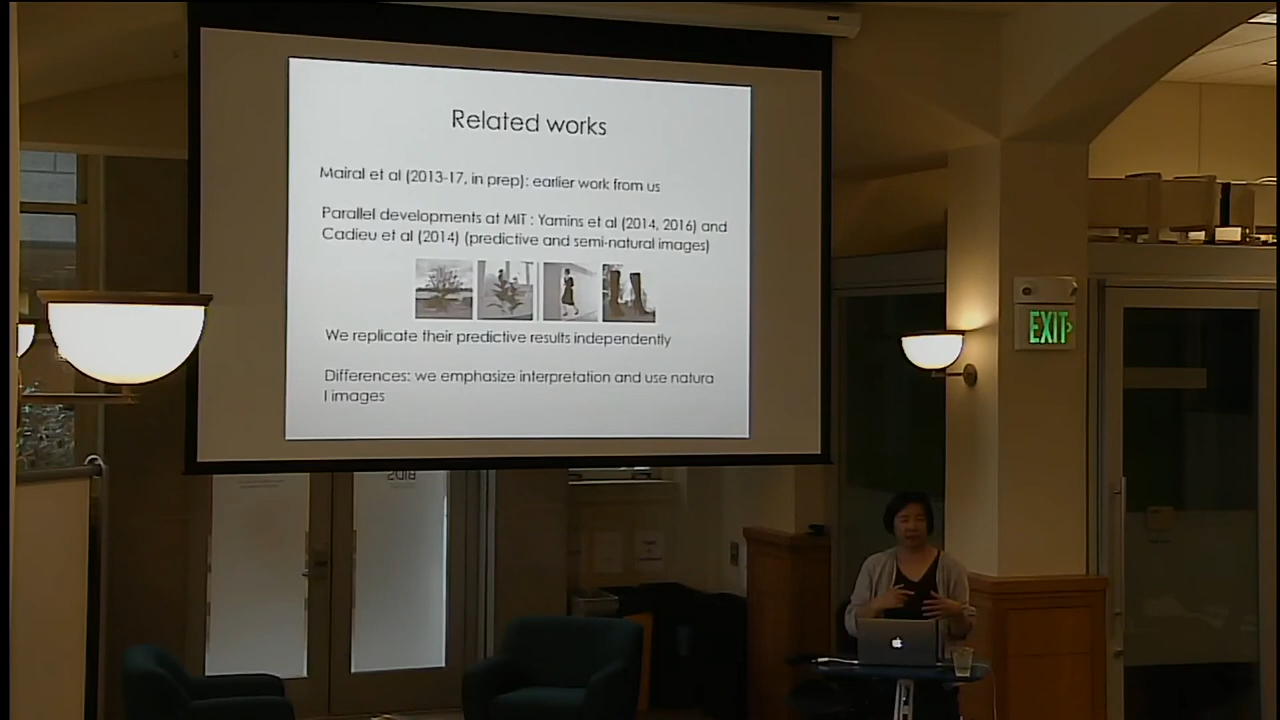 Related works
Mairal et al (2013-17, in prep): earlier work from us
Parallel developments at MIT : Yamins et al (2014, 2016) and
Cadieu et al (2014) (predictive and semi-natural images)
We replicate their predictive results independently
Differences: we emphasize interpretation and use natura
l images
EXIT
BIDS